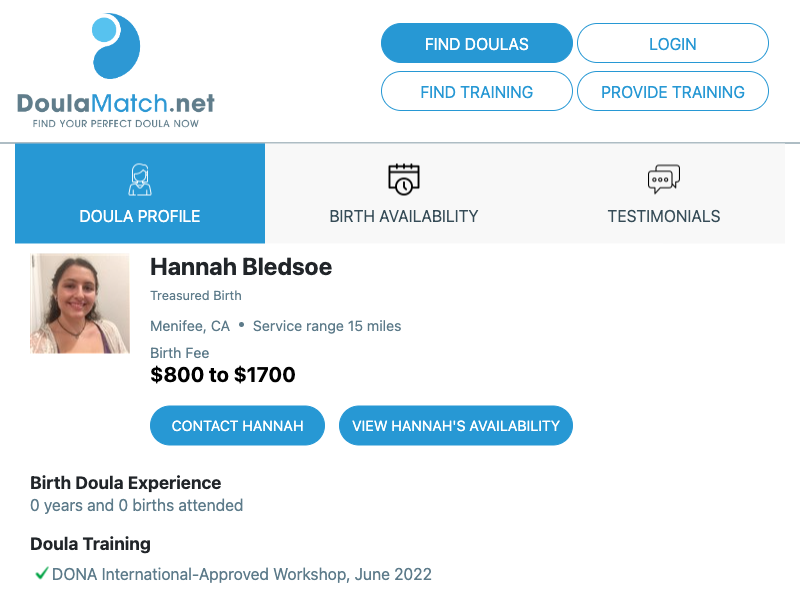 DoulaMatch.net
FIND YOUR PERFECT DOULA NOW
FIND DOULAS
LOGIN
FIND TRAINING
PROVIDE TRAINING
DOULA PROFILE
BIRTH AVAILABILITY
TESTIMONIALS
Hannah Bledsoe
Treasured Birth
Menifee, CA • Service range 15 miles
Birth Fee
$800 to $1700
CONTACT HANNAH
VIEW HANNAH'S AVAILABILITY
Birth Doula Experience
0 years and 0 births attended
Doula Training
DONA International-Approved Workshop, June 2022